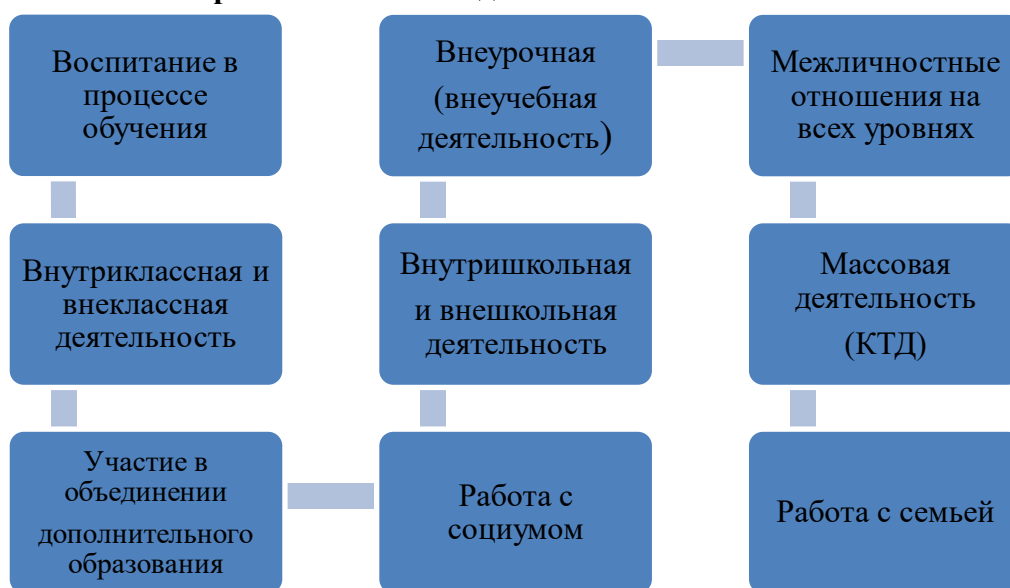 Воспитание в
процессе
обучения
Внутриклассная и
внеклассная
деятельность
Участие в
объединении
дополнительного
образования
Работа с
социумом
Внутришкольная
и внешкольная
деятельность
Внеурочная
(внеучебная
деятельность)
Межличностные
отношения на
всех уровнях
Массовая
деятельность
(КТД)
Работа с семьей